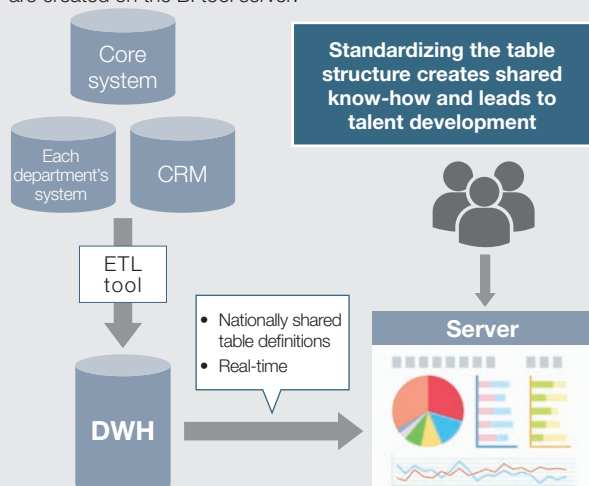 are created on the BI tool server.
Core
system
Standardizing the table
structure creates shared
know-how and leads to
talent development
Each
department's
system
CRM
ETL
tool
• Nationally shared
table definitions
• Real-time
Server
DWH